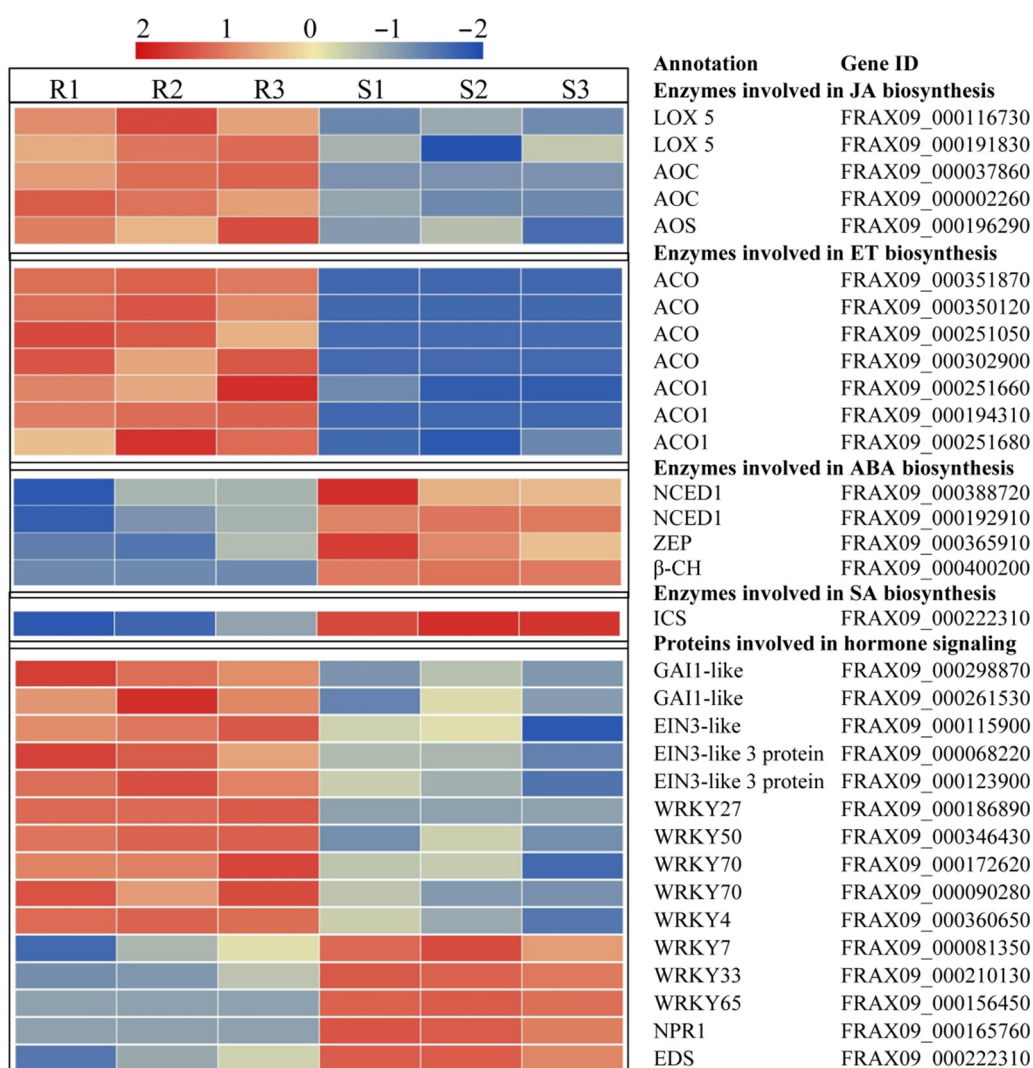 2 1 0 −1 −2
R1 R2 R3 S1 S2 S3
Annotation Gene ID
Enzymes involved in JA biosynthesis
LOX 5 FRAX09_000116730
LOX 5 FRAX09_000191830
AOC FRAX09_000037860
AOC FRAX09_000002260
AOS FRAX09_000196290
Enzymes involved in ET biosynthesis
ACO FRAX09_000351870
ACO FRAX09_000350120
ACO FRAX09_000251050
ACO FRAX09_000302900
ACO1 FRAX09_000251660
ACO1 FRAX09_000194310
ACO1 FRAX09_000251680
Enzymes involved in ABA biosynthesis
NCED1 FRAX09_000388720
NCED1 FRAX09_000192910
ZEP FRAX09_000365910
β-CH FRAX09_000400200
Enzymes involved in SA biosynthesis
ICS FRAX09_000222310
Proteins involved in hormone signaling
GAI1-like FRAX09_000298870
GAI1-like FRAX09_000261530
EIN3-like FRAX09_000115900
EIN3-like 3 protein FRAX09_000068220
EIN3-like 3 protein FRAX09_000123900
WRKY27 FRAX09_000186890
WRKY50 FRAX09_000346430
WRKY70 FRAX09_000172620
WRKY70 FRAX09_000090280
WRKY4 FRAX09_000360650
WRKY7 FRAX09_000081350
WRKY33 FRAX09_000210130
WRKY65 FRAX09_000156450
NPR1 FRAX09_000165760
EDS FRAX09_000222310